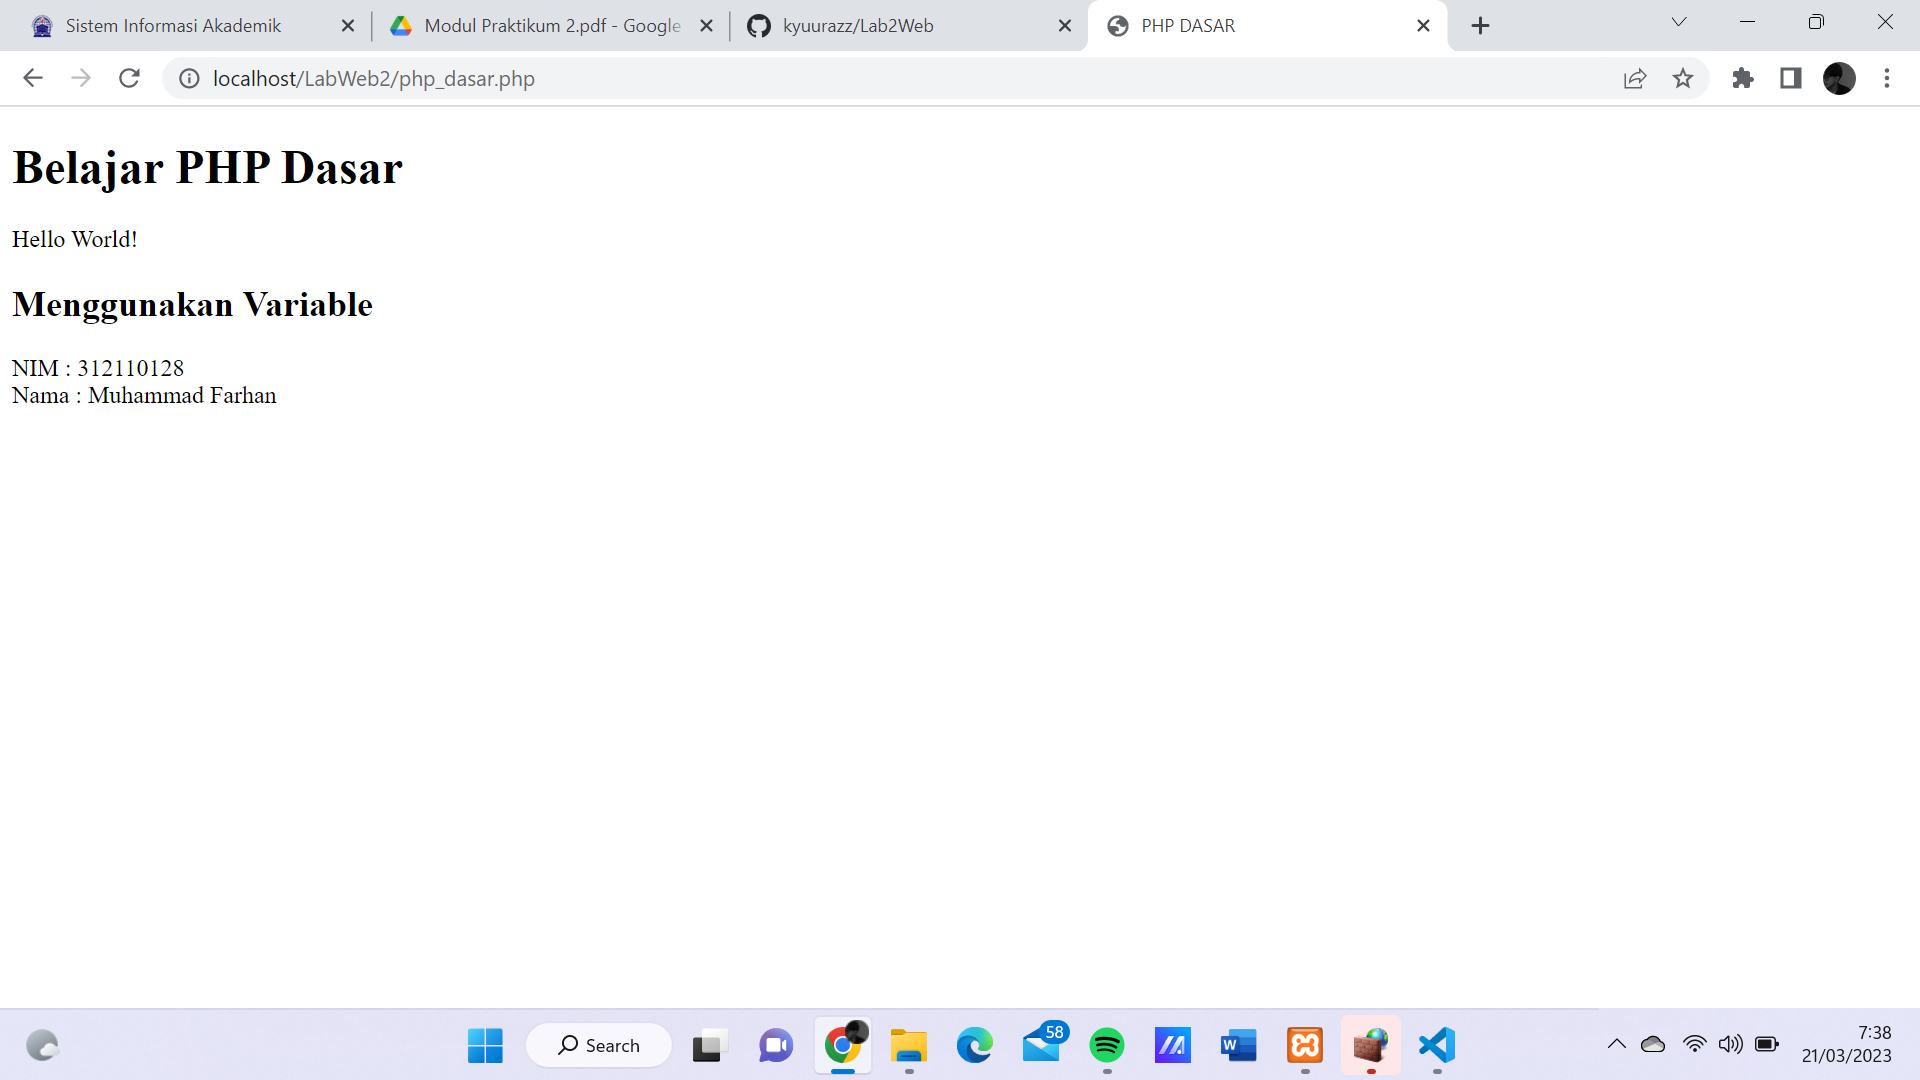 Sistem Informasi Akademik
Modul Praktikum 2.pdf - Google
kyuurazz/Lab2Web
PHP DASAR
localhost/LabWeb2/php_dasar.php
Belajar PHP Dasar
Hello World!
Menggunakan Variable
NIM : 312110128
Nama : Muhammad Farhan
Search
58
7:38
21/03/2023